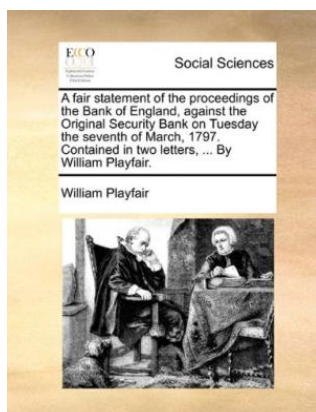 ECCO
Social Sciences
A fair statement of the proceedings of
the Bank of England, against the
Original Security Bank on Tuesday
the seventh of March, 1797.
Contained in two letters, ... By
William Playfair.
William Playfair